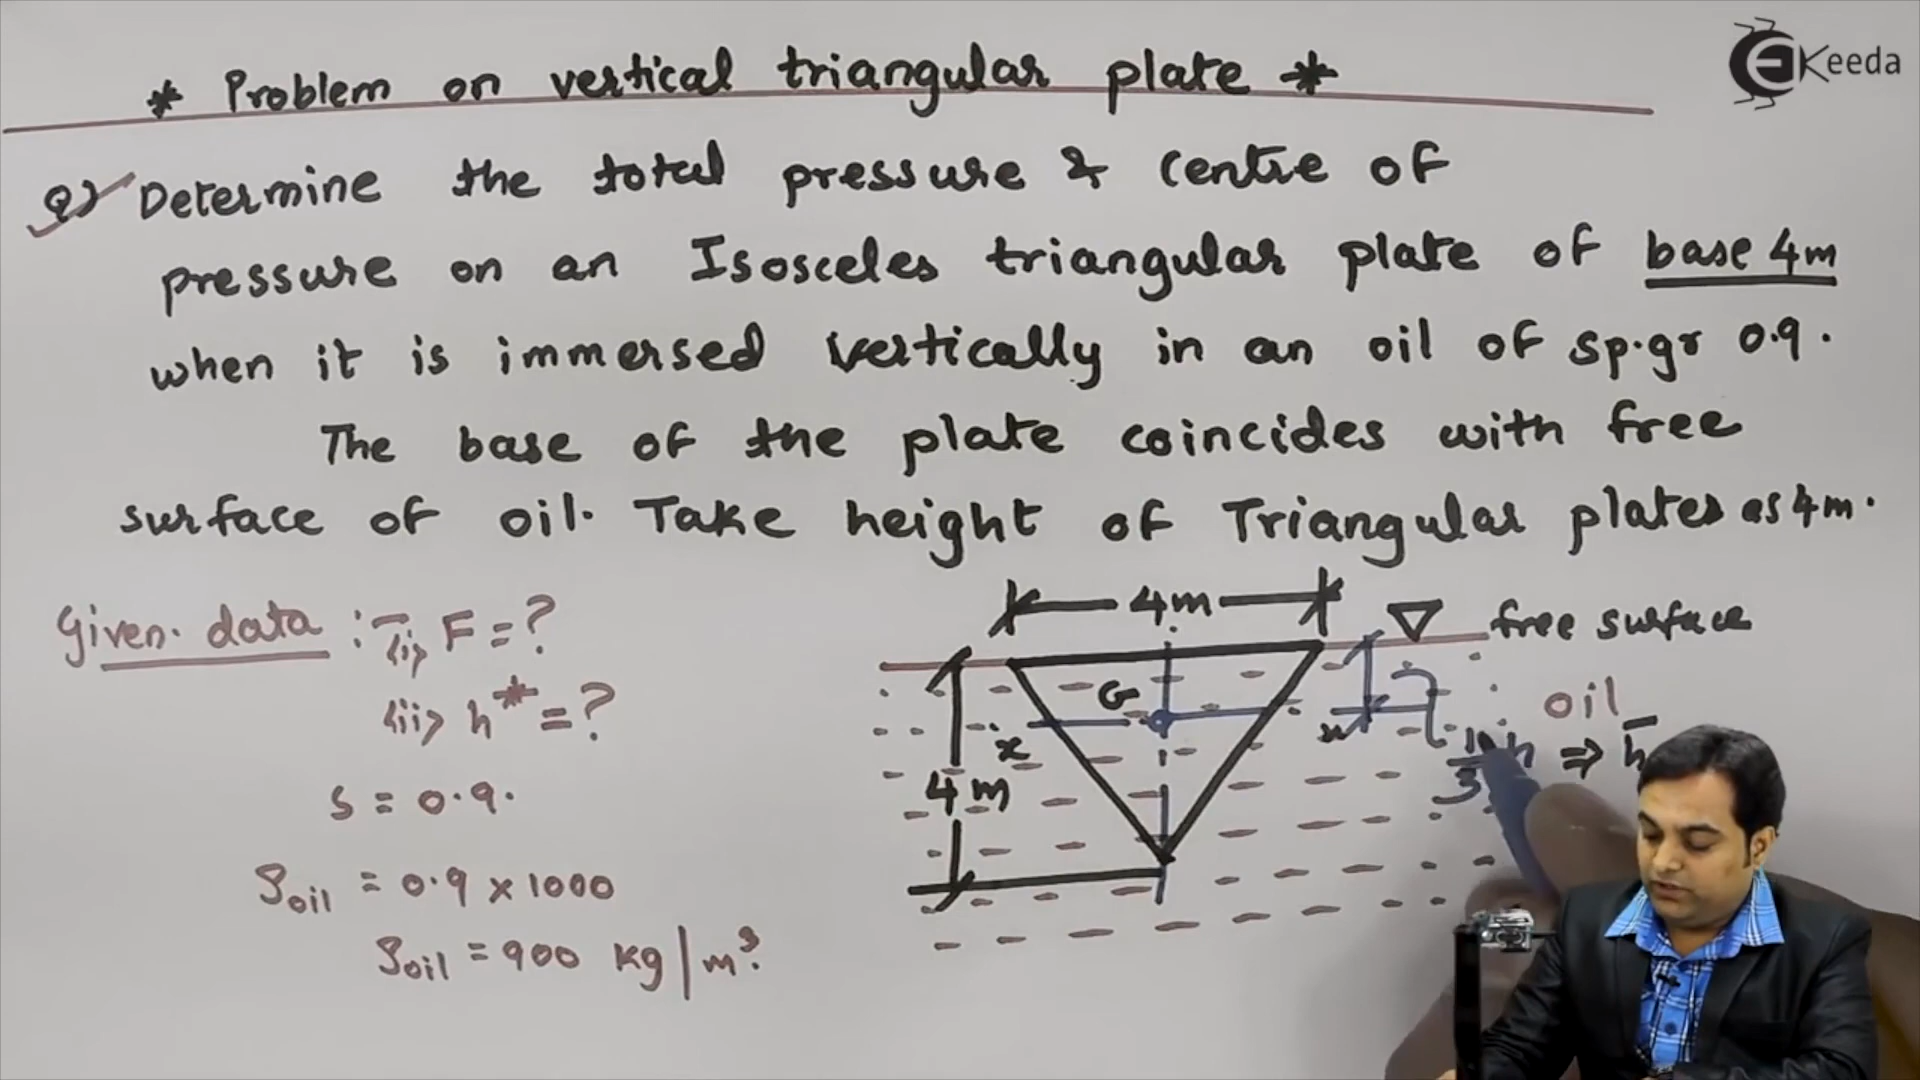 * Problem on vertical triangular plate *
EKeeda
Q) Determine the total pressure & centre of
pressure on an Isosceles triangular plate of base 4m
when it is immersed vertically in an oil of sp.gr 0.9.
The base of the plate coincides with free
surface of oil. Take height of Triangular plates as 4m.
Given data :- (i) F = ?
(ii) h* = ?
S = 0.9.
ρoil = 0.9 x 1000
ρoil = 900 kg/m³.
4m
free surface
G
oil
x
x
1/3 h ⇒ h̅
4m